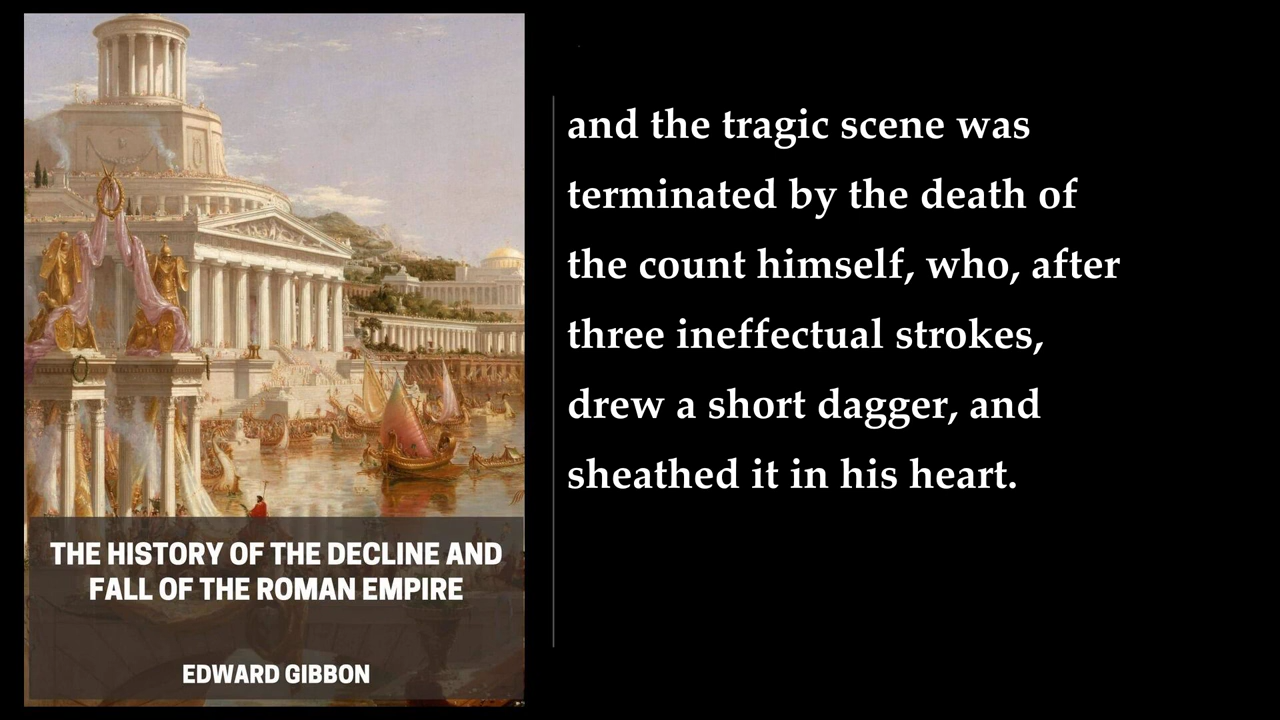 and the tragic scene was
terminated by the death of
the count himself, who, after
three ineffectual strokes,
drew a short dagger, and
sheathed it in his heart.
THE HISTORY OF THE DECLINE AND
FALL OF THE ROMAN EMPIRE
EDWARD GIBBON